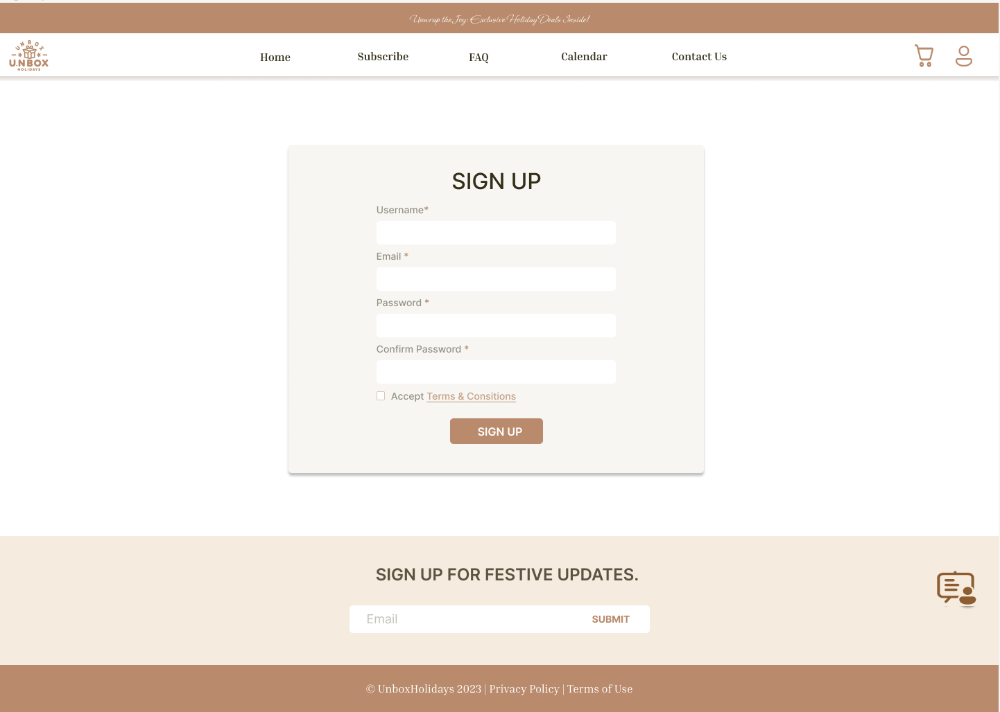 Unwrap the Joy: Exclusive Holiday Deals Inside!
UNBOX
U.NBOX
HOLIDAYS
Home Subscribe FAQ Calendar Contact Us
SIGN UP
Username*
Email *
Password *
Confirm Password *
Accept Terms & Consitions
SIGN UP
SIGN UP FOR FESTIVE UPDATES.
Email SUBMIT
© UnboxHolidays 2023 | Privacy Policy | Terms of Use